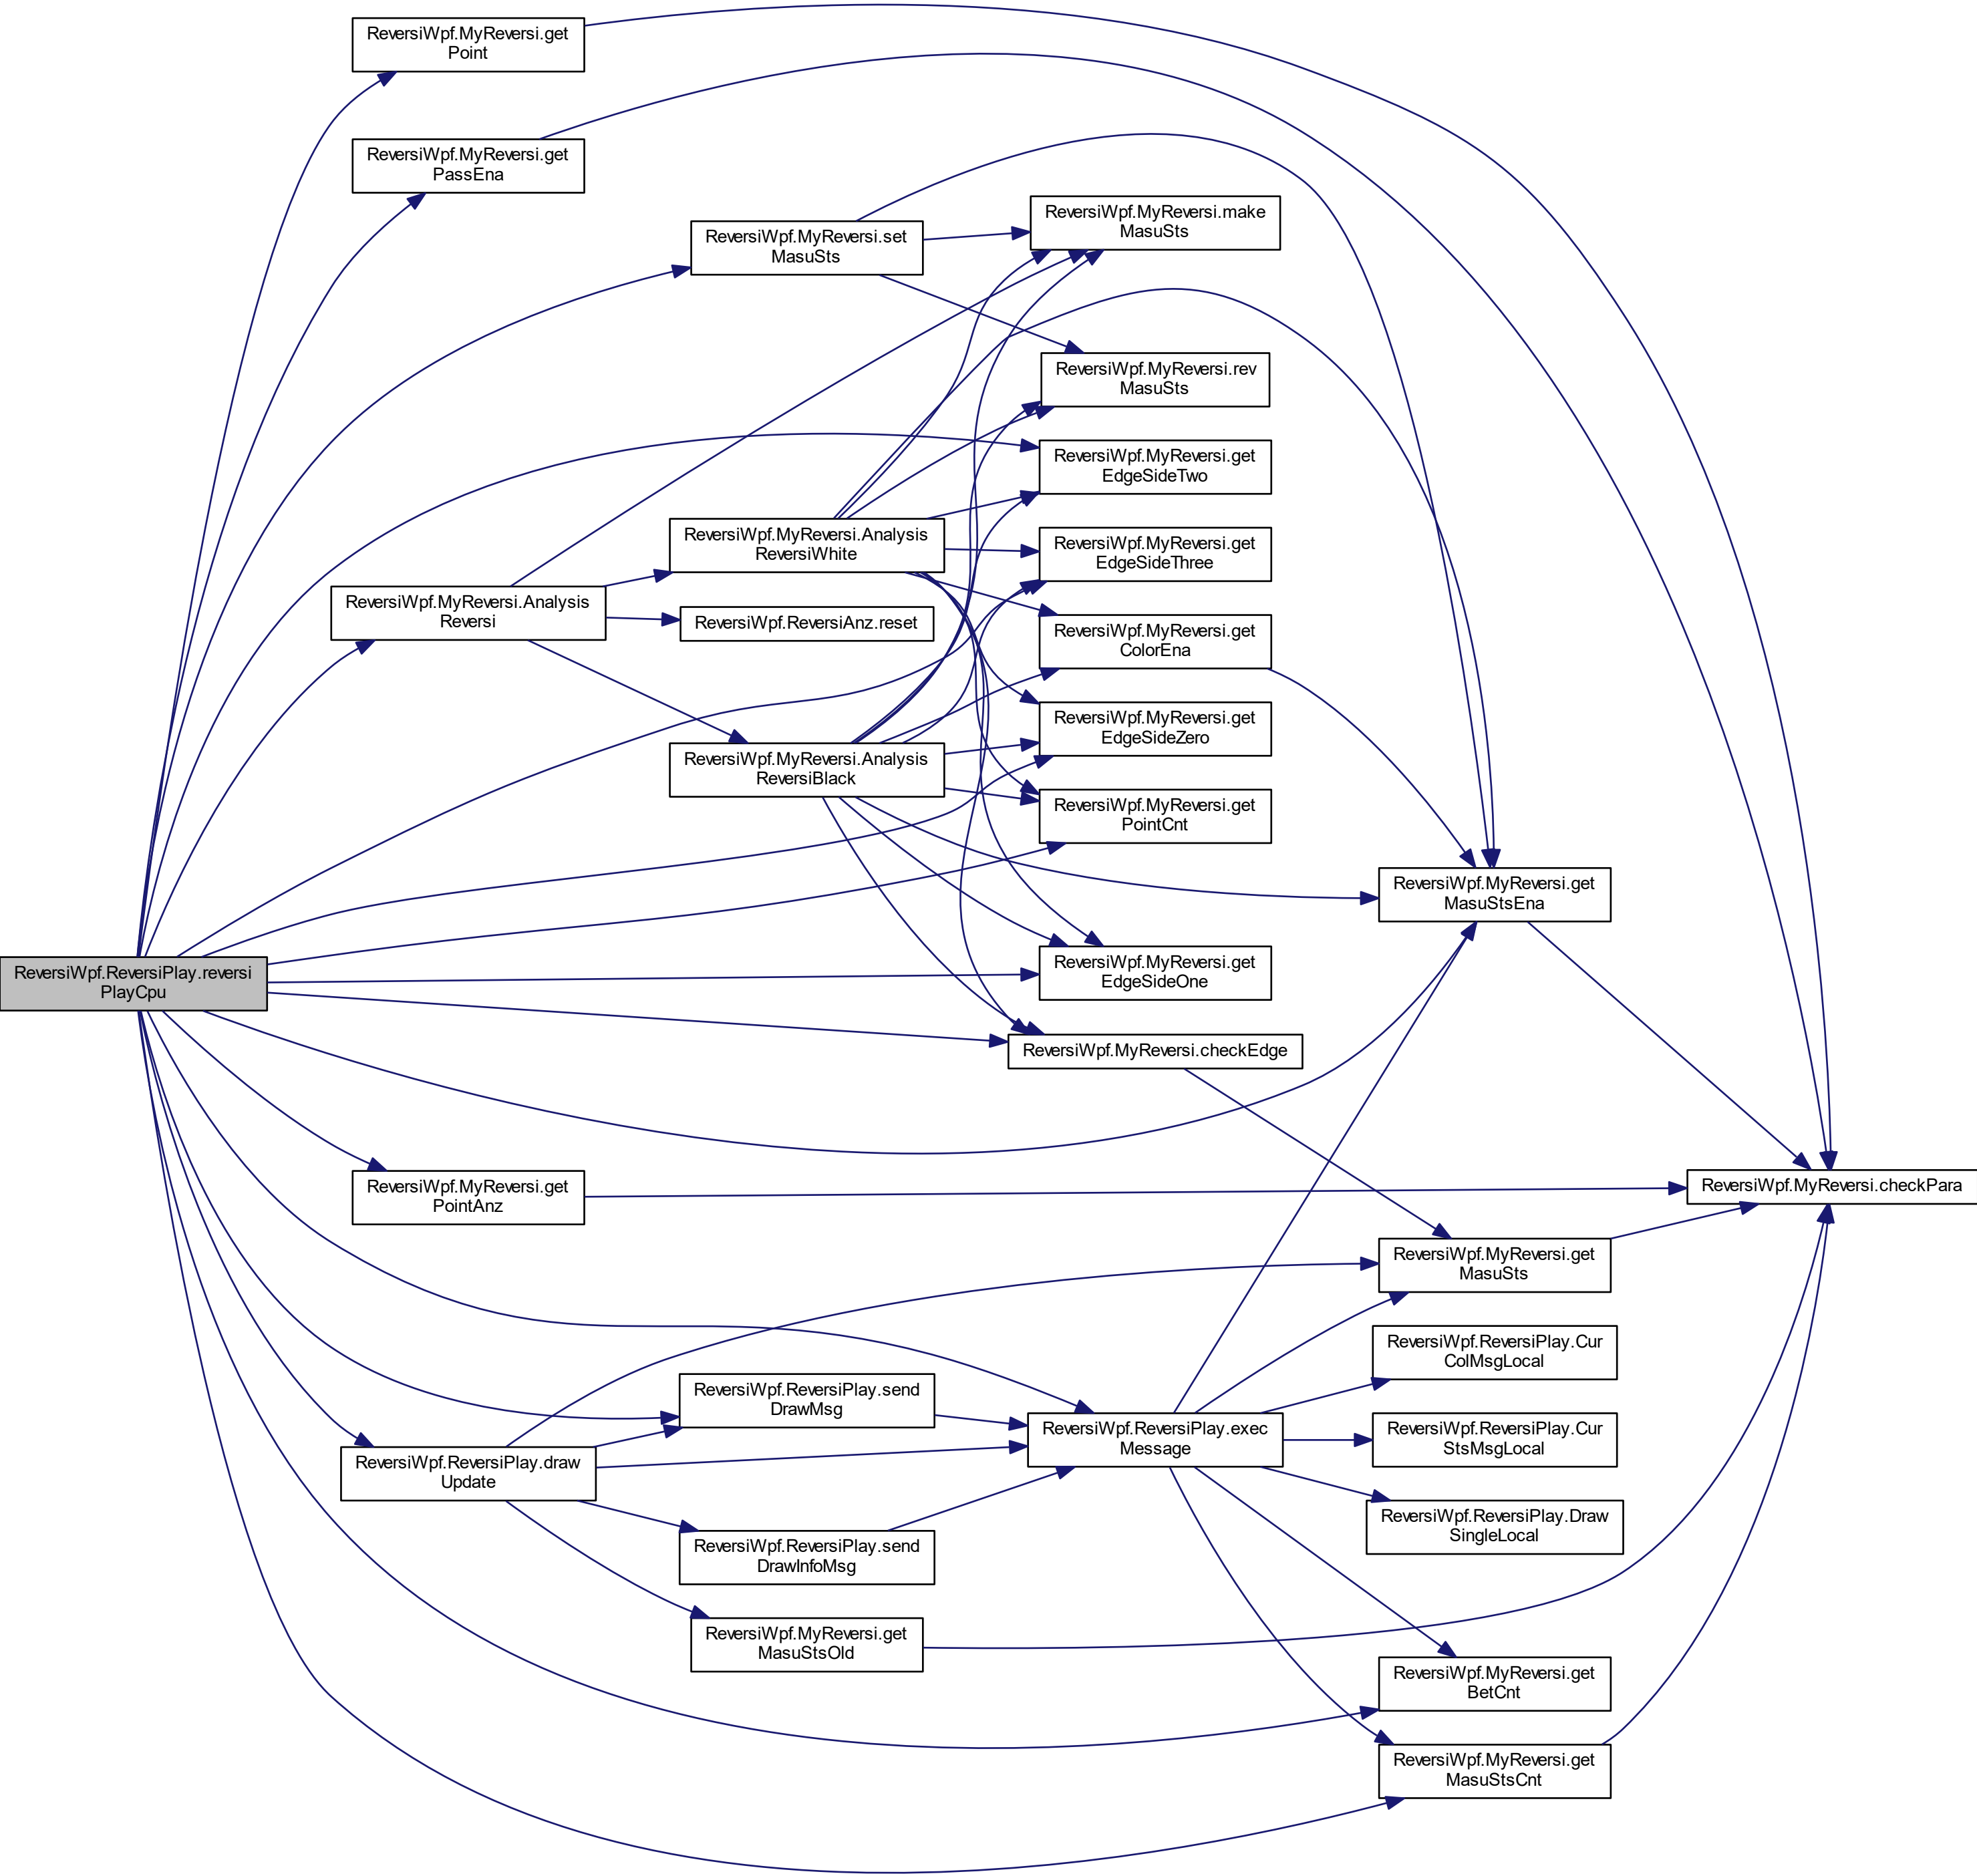 ReversiWpf.MyReversi.get
Point
ReversiWpf.MyReversi.get
PassEna
ReversiWpf.MyReversi.set
MasuSts
ReversiWpf.MyReversi.make
MasuSts
ReversiWpf.MyReversi.rev
MasuSts
ReversiWpf.MyReversi.get
EdgeSideTwo
ReversiWpf.MyReversi.Analysis
ReversiWhite
ReversiWpf.MyReversi.get
EdgeSideThree
ReversiWpf.MyReversi.Analysis
Reversi
ReversiWpf.ReversiAnz.reset
ReversiWpf.MyReversi.get
ColorEna
ReversiWpf.MyReversi.get
EdgeSideZero
ReversiWpf.MyReversi.Analysis
ReversiBlack
ReversiWpf.MyReversi.get
PointCnt
ReversiWpf.MyReversi.get
MasuStsEna
ReversiWpf.ReversiPlay.reversi
PlayCpu
ReversiWpf.MyReversi.get
EdgeSideOne
ReversiWpf.MyReversi.checkEdge
ReversiWpf.MyReversi.get
PointAnz
ReversiWpf.MyReversi.checkPara
ReversiWpf.MyReversi.get
MasuSts
ReversiWpf.ReversiPlay.Cur
ColMsgLocal
ReversiWpf.ReversiPlay.send
DrawMsg
ReversiWpf.ReversiPlay.exec
Message
ReversiWpf.ReversiPlay.Cur
StsMsgLocal
ReversiWpf.ReversiPlay.draw
Update
ReversiWpf.ReversiPlay.Draw
SingleLocal
ReversiWpf.ReversiPlay.send
DrawInfoMsg
ReversiWpf.MyReversi.get
MasuStsOld
ReversiWpf.MyReversi.get
BetCnt
ReversiWpf.MyReversi.get
MasuStsCnt